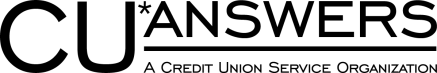 CU*ANSWERS
A CREDIT UNION SERVICE ORGANIZATION